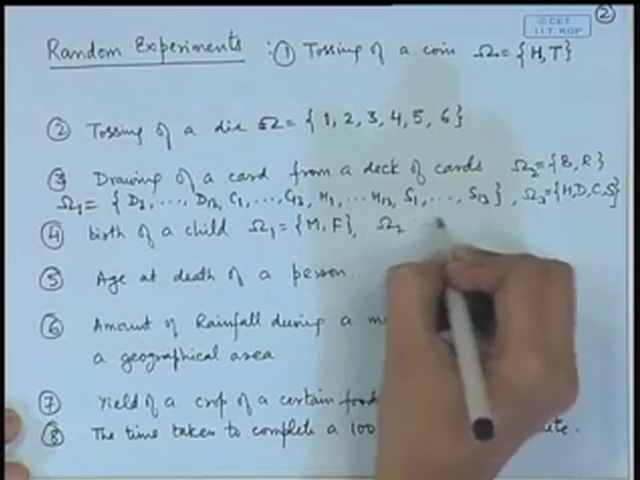 © CET
I.I.T. KGP
②
Random Experiments : ① Tossing of a coin Ω = {H, T}
② Tossing of a die Ω = { 1, 2, 3, 4, 5, 6}
③ Drawing of a card from a deck of cards Ω₂ = {B, R}
Ω₁ = { D₁, ..., D₁₃, C₁, ..., C₁₃, H₁, ... H₁₃, S₁, ..., S₁₃ } , Ω₃ = {H, D, C, S}
④ birth of a child Ω₁ = {M, F}, Ω₂
⑤ Age at death of a person.
⑥ Amount of Rainfall during a
a geographical area
⑦ Yield of a crop of a certain
⑧ The time taken to complete a 100